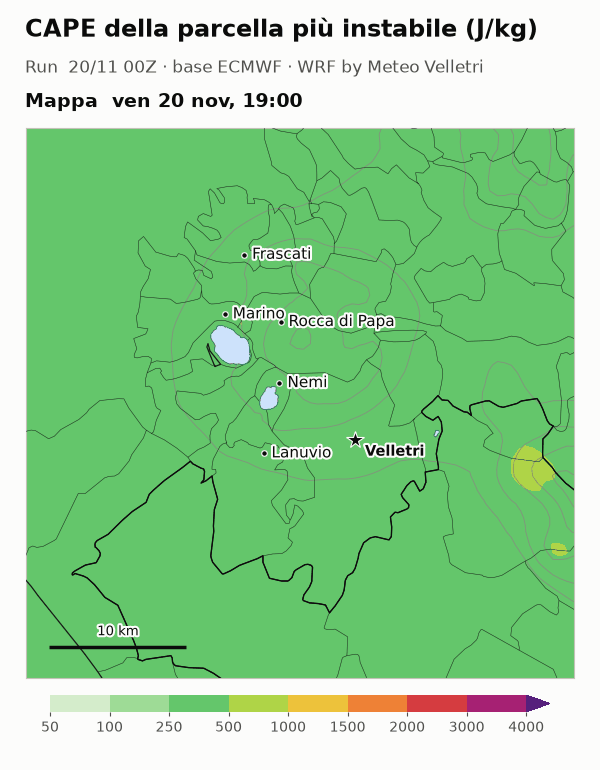 CAPE della parcella più instabile (J/kg)
Run  20/11 00Z · base ECMWF · WRF by Meteo Velletri
Mappa  ven 20 nov, 19:00
Frascati
Marino
Rocca di Papa
Nemi
Velletri
Lanuvio
10 km
50 100 250 500 1000 1500 2000 3000 4000